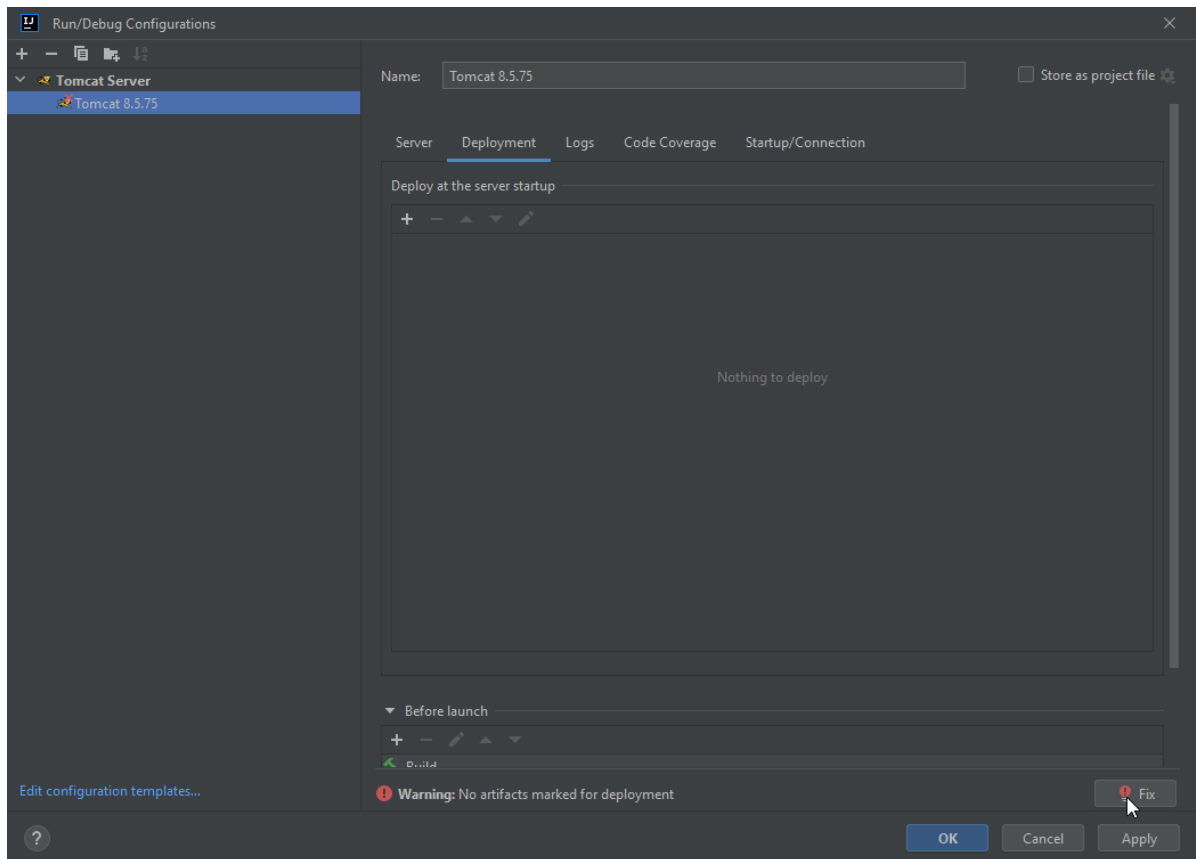 Run/Debug Configurations
Tomcat Server
Tomcat 8.5.75
Name: Tomcat 8.5.75 Store as project file
Server Deployment Logs Code Coverage Startup/Connection
Deploy at the server startup
Nothing to deploy
Before launch
Build
Edit configuration templates...
Warning: No artifacts marked for deployment
Fix
? OK Cancel Apply